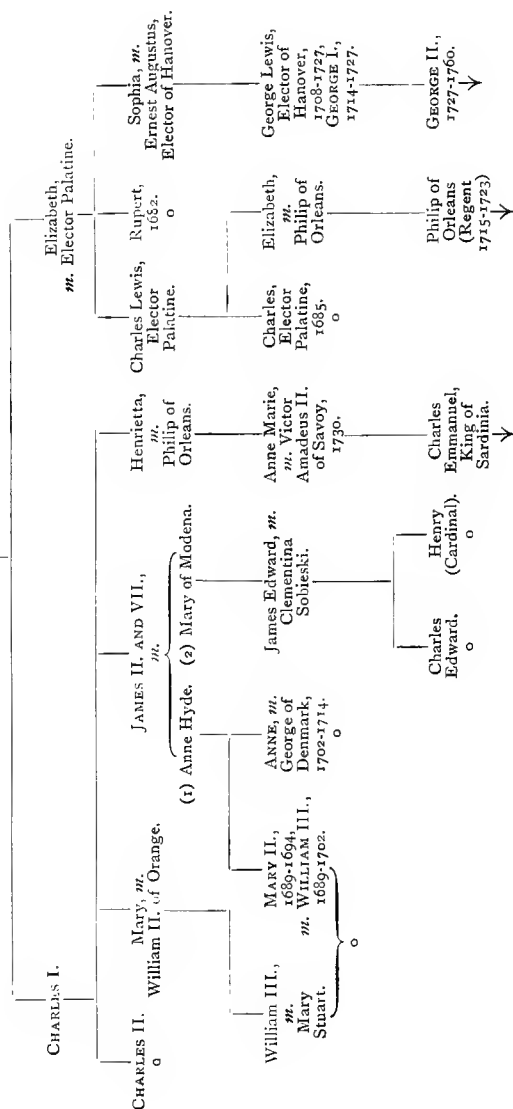 CHARLES I.
Elizabeth,
m. Elector Palatine.
CHARLES II.
o
Mary, m.
William II. of Orange.
JAMES II. AND VII.,
m.
(1) Anne Hyde. (2) Mary of Modena.
Henrietta,
m.
Philip of
Orleans.
Charles Lewis,
Elector
Palatine.
Rupert,
1682.
o
Sophia, m.
Ernest Augustus,
Elector of Hanover.
William III.,
m.
Mary
Stuart.
MARY II.,
1689-1694,
m. WILLIAM III.,
1689-1702.
o
ANNE, m.
George of
Denmark,
1702-1714.
o
James Edward, m.
Clementina
Sobieski.
Anne Marie,
m. Victor
Amadeus II.
of Savoy,
1730.
Charles,
Elector
Palatine,
1685.
o
Elizabeth,
m.
Philip of
Orleans.
George Lewis,
Elector of
Hanover,
1708-1727,
GEORGE I.,
1714-1727.
Charles
Edward.
o
Henry
(Cardinal).
o
Charles
Emmanuel,
King of
Sardinia.
Philip of
Orleans
(Regent
1715-1723)
GEORGE II.,
1727-1760.